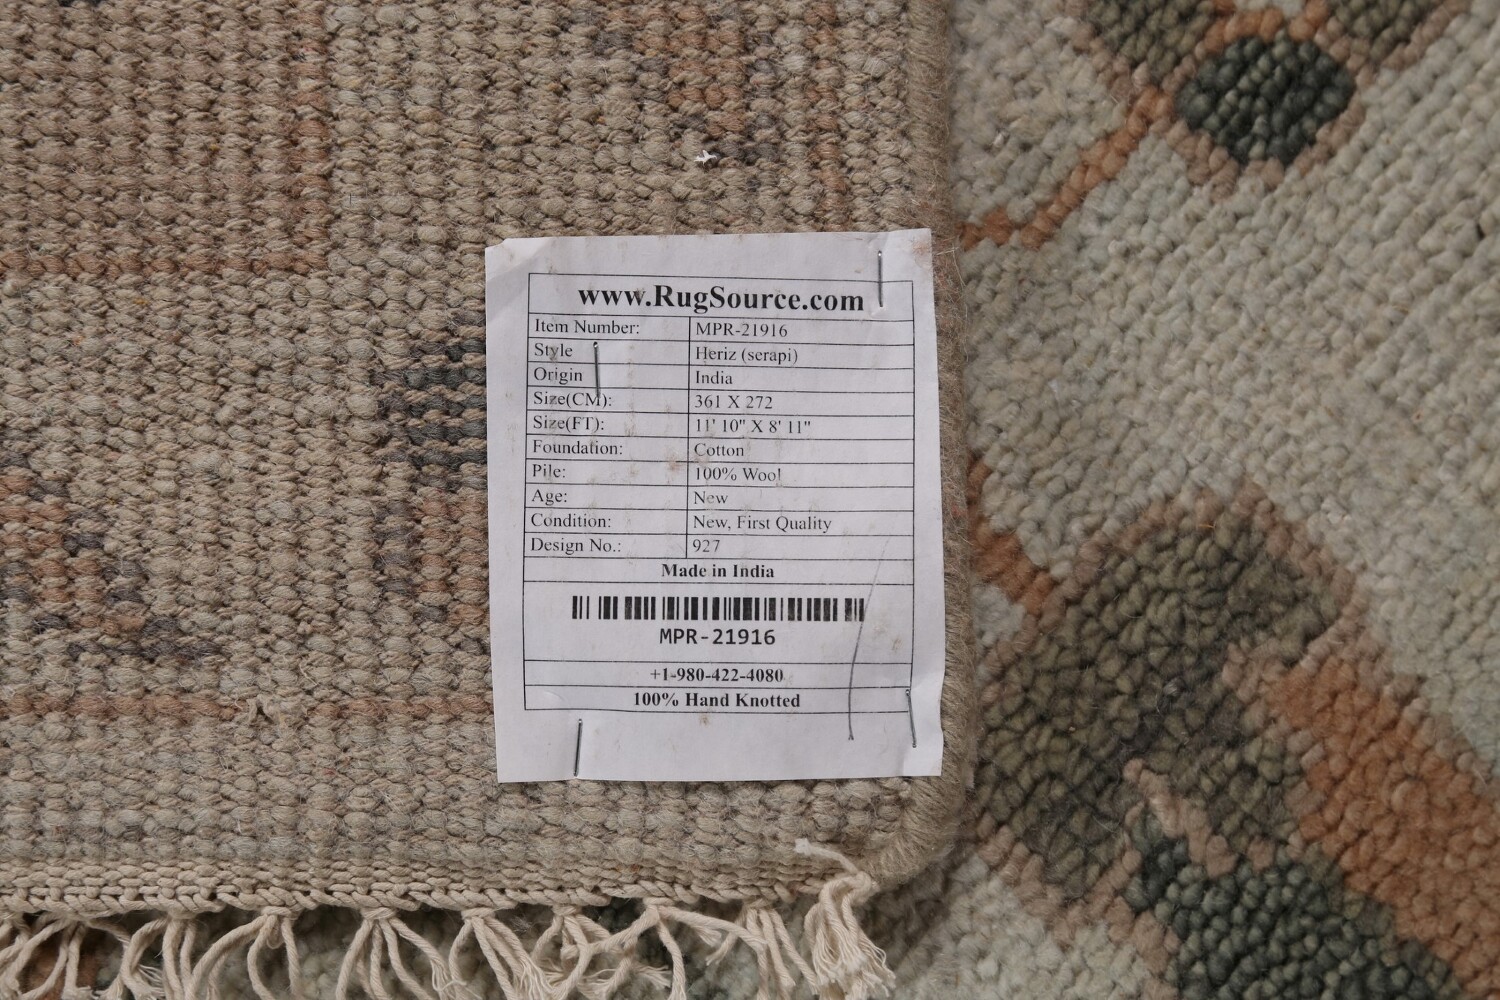 www.RugSource.com
Item Number: MPR-21916
Style Heriz (serapi)
Origin India
Size(CM): 361 X 272
Size(FT): 11' 10" X 8' 11"
Foundation: Cotton
Pile: 100% Wool
Age: New
Condition: New, First Quality
Design No.: 927
Made in India
MPR-21916
+1-980-422-4080
100% Hand Knotted